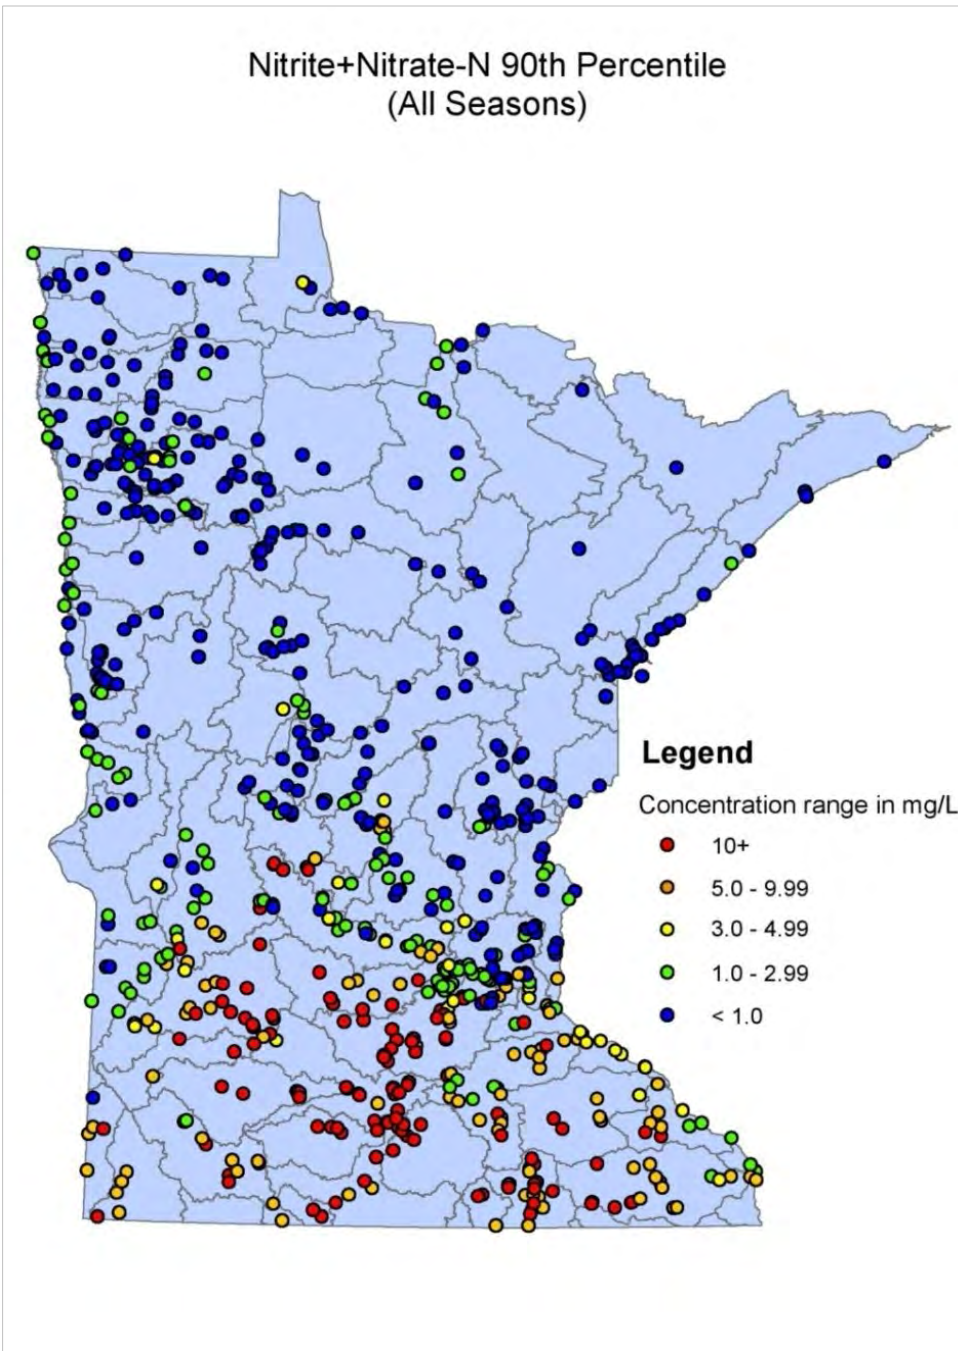 Nitrite+Nitrate-N 90th Percentile
(All Seasons)
Legend
Concentration range in mg/L
10+
5.0 - 9.99
3.0 - 4.99
1.0 - 2.99
< 1.0